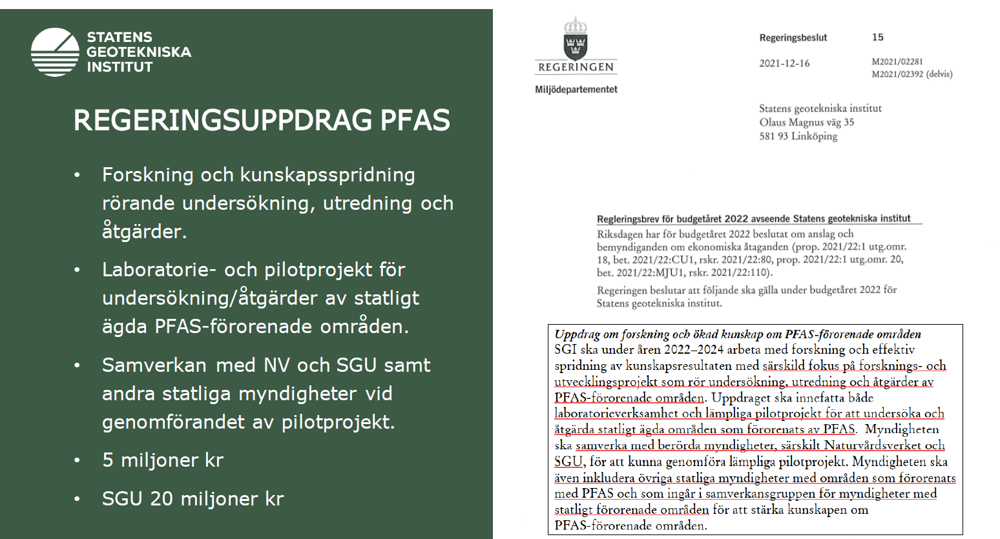 STATENS
GEOTEKNISKA
INSTITUT
REGERINGSUPPDRAG PFAS
• Forskning och kunskapsspridning
rörande undersökning, utredning och
åtgärder.
• Laboratorie- och pilotprojekt för
undersökning/åtgärder av statligt
ägda PFAS-förorenade områden.
• Samverkan med NV och SGU samt
andra statliga myndigheter vid
genomförandet av pilotprojekt.
• 5 miljoner kr
• SGU 20 miljoner kr
REGERINGEN
Miljödepartementet
Regeringsbeslut 15
2021-12-16 M2021/02281
M2021/02392 (delvis)
Statens geotekniska institut
Olaus Magnus väg 35
581 93 Linköping
Regleringsbrev för budgetåret 2022 avseende Statens geotekniska institut
Riksdagen har för budgetåret 2022 beslutat om anslag och
bemyndiganden om ekonomiska åtaganden (prop. 2021/22:1 utg.omr.
18, bet. 2021/22:CU1, rskr. 2021/22:80, prop. 2021/22:1 utg.omr. 20,
bet. 2021/22:MJU1, rskr. 2021/22:110).
Regeringen beslutar att följande ska gälla under budgetåret 2022 för
Statens geotekniska institut.
Uppdrag om forskning och ökad kunskap om PFAS-förorenade områden
SGI ska under åren 2022–2024 arbeta med forskning och effektiv
spridning av kunskapsresultaten med särskild fokus på forsknings- och
utvecklingsprojekt som rör undersökning, utredning och åtgärder av
PFAS-förorenade områden. Uppdraget ska innefatta både
laboratorieverksamhet och lämpliga pilotprojekt för att undersöka och
åtgärda statligt ägda områden som förorenats av PFAS. Myndigheten
ska samverka med berörda myndigheter, särskilt Naturvårdsverket och
SGU, för att kunna genomföra lämpliga pilotprojekt. Myndigheten ska
även inkludera övriga statliga myndigheter med områden som förorenats
med PFAS och som ingår i samverkansgruppen för myndigheter med
statligt förorenade områden för att stärka kunskapen om
PFAS-förorenade områden.